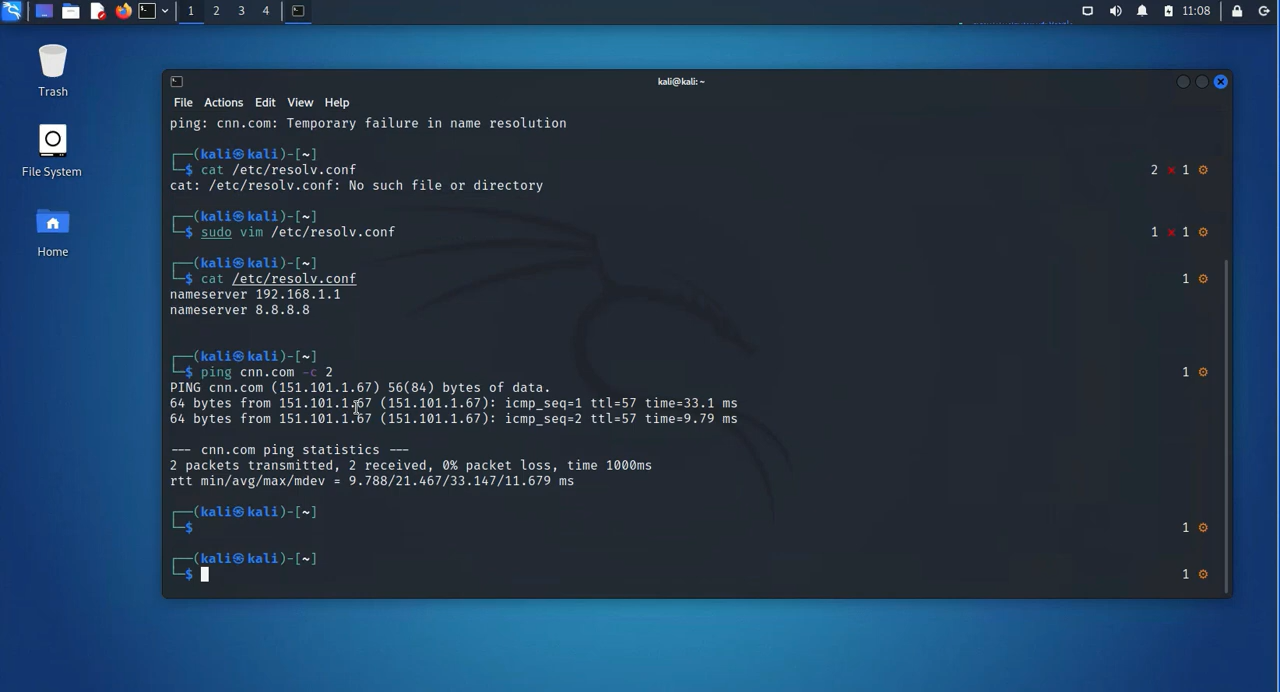 1 2 3 4
11:08
Trash
File System
Home
kali@kali: ~
File Actions Edit View Help
ping: cnn.com: Temporary failure in name resolution
┌──(kali㉿kali)-[~]
└─$ cat /etc/resolv.conf 2 ✘ 1 ⚙
cat: /etc/resolv.conf: No such file or directory
┌──(kali㉿kali)-[~]
└─$ sudo vim /etc/resolv.conf 1 ✘ 1 ⚙
┌──(kali㉿kali)-[~]
└─$ cat /etc/resolv.conf 1 ⚙
nameserver 192.168.1.1
nameserver 8.8.8.8
┌──(kali㉿kali)-[~]
└─$ ping cnn.com -c 2 1 ⚙
PING cnn.com (151.101.1.67) 56(84) bytes of data.
64 bytes from 151.101.1.67 (151.101.1.67): icmp_seq=1 ttl=57 time=33.1 ms
64 bytes from 151.101.1.67 (151.101.1.67): icmp_seq=2 ttl=57 time=9.79 ms
--- cnn.com ping statistics ---
2 packets transmitted, 2 received, 0% packet loss, time 1000ms
rtt min/avg/max/mdev = 9.788/21.467/33.147/11.679 ms
┌──(kali㉿kali)-[~]
└─$ 1 ⚙
┌──(kali㉿kali)-[~]
└─$ 1 ⚙